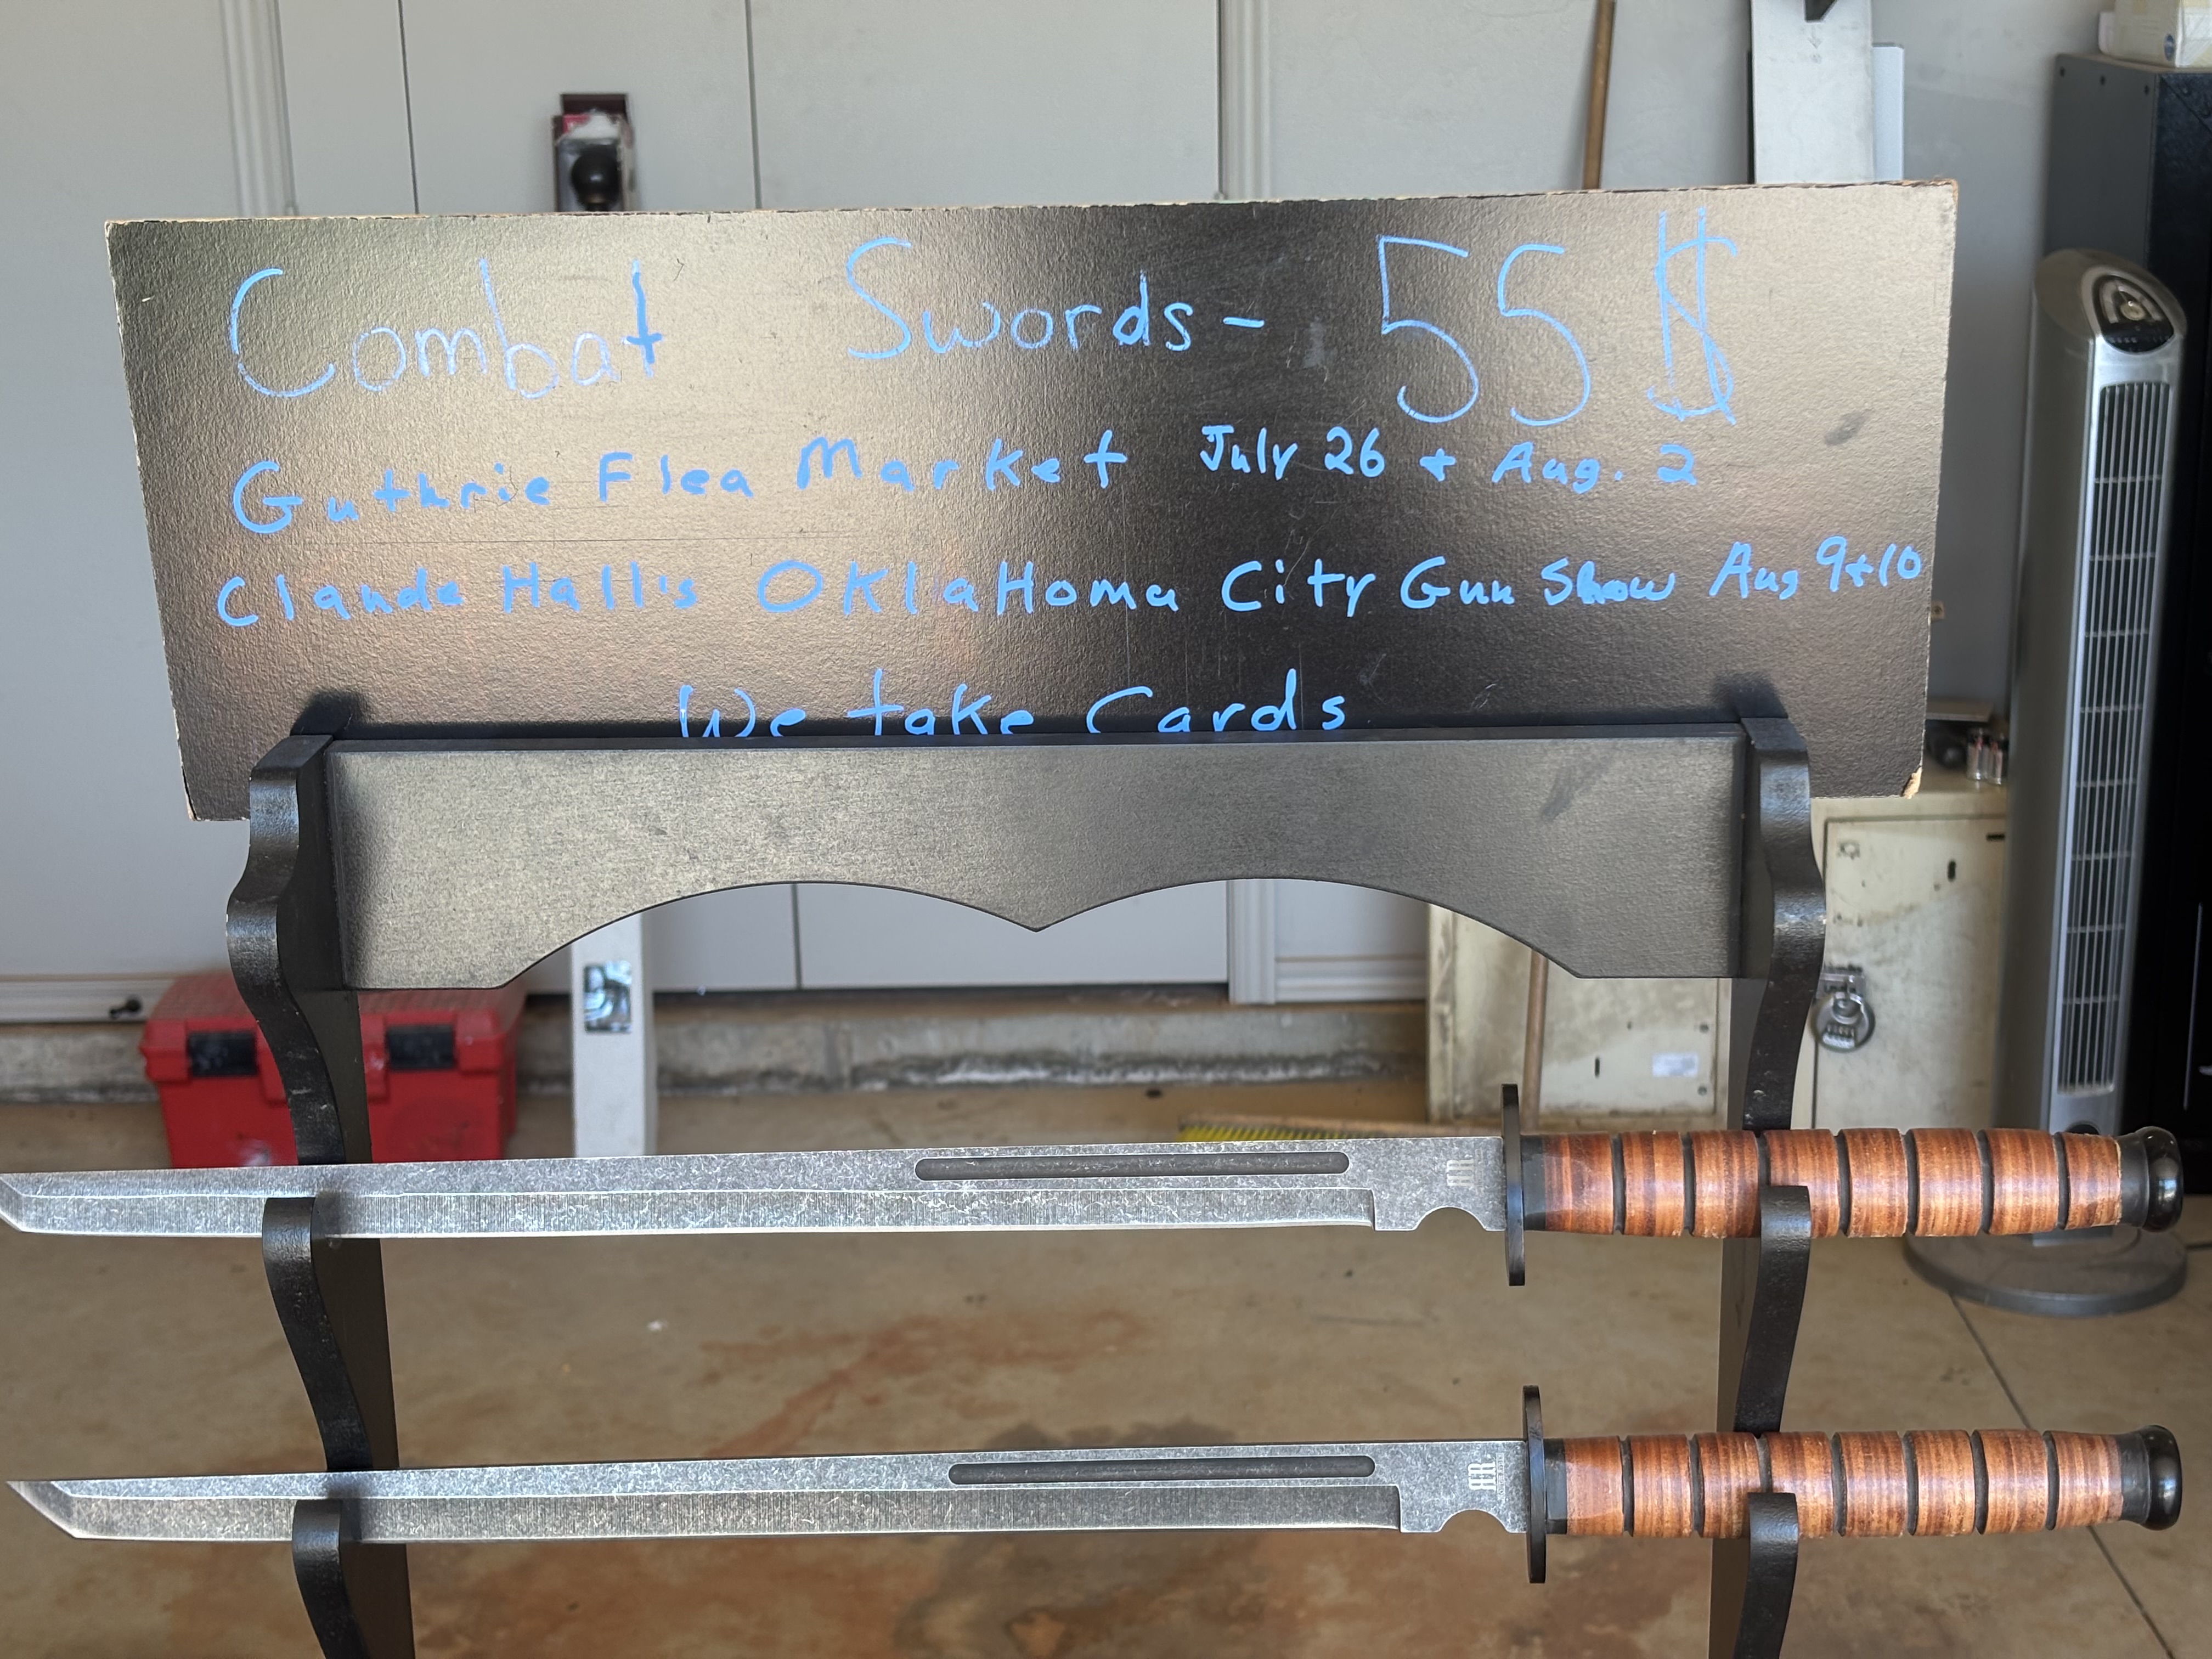 Combat Swords - 55 $
Guthrie Flea Market July 26 + Aug. 2
Claude Hall's OklaHoma City Gun Show Aug 9+10
We take Cards